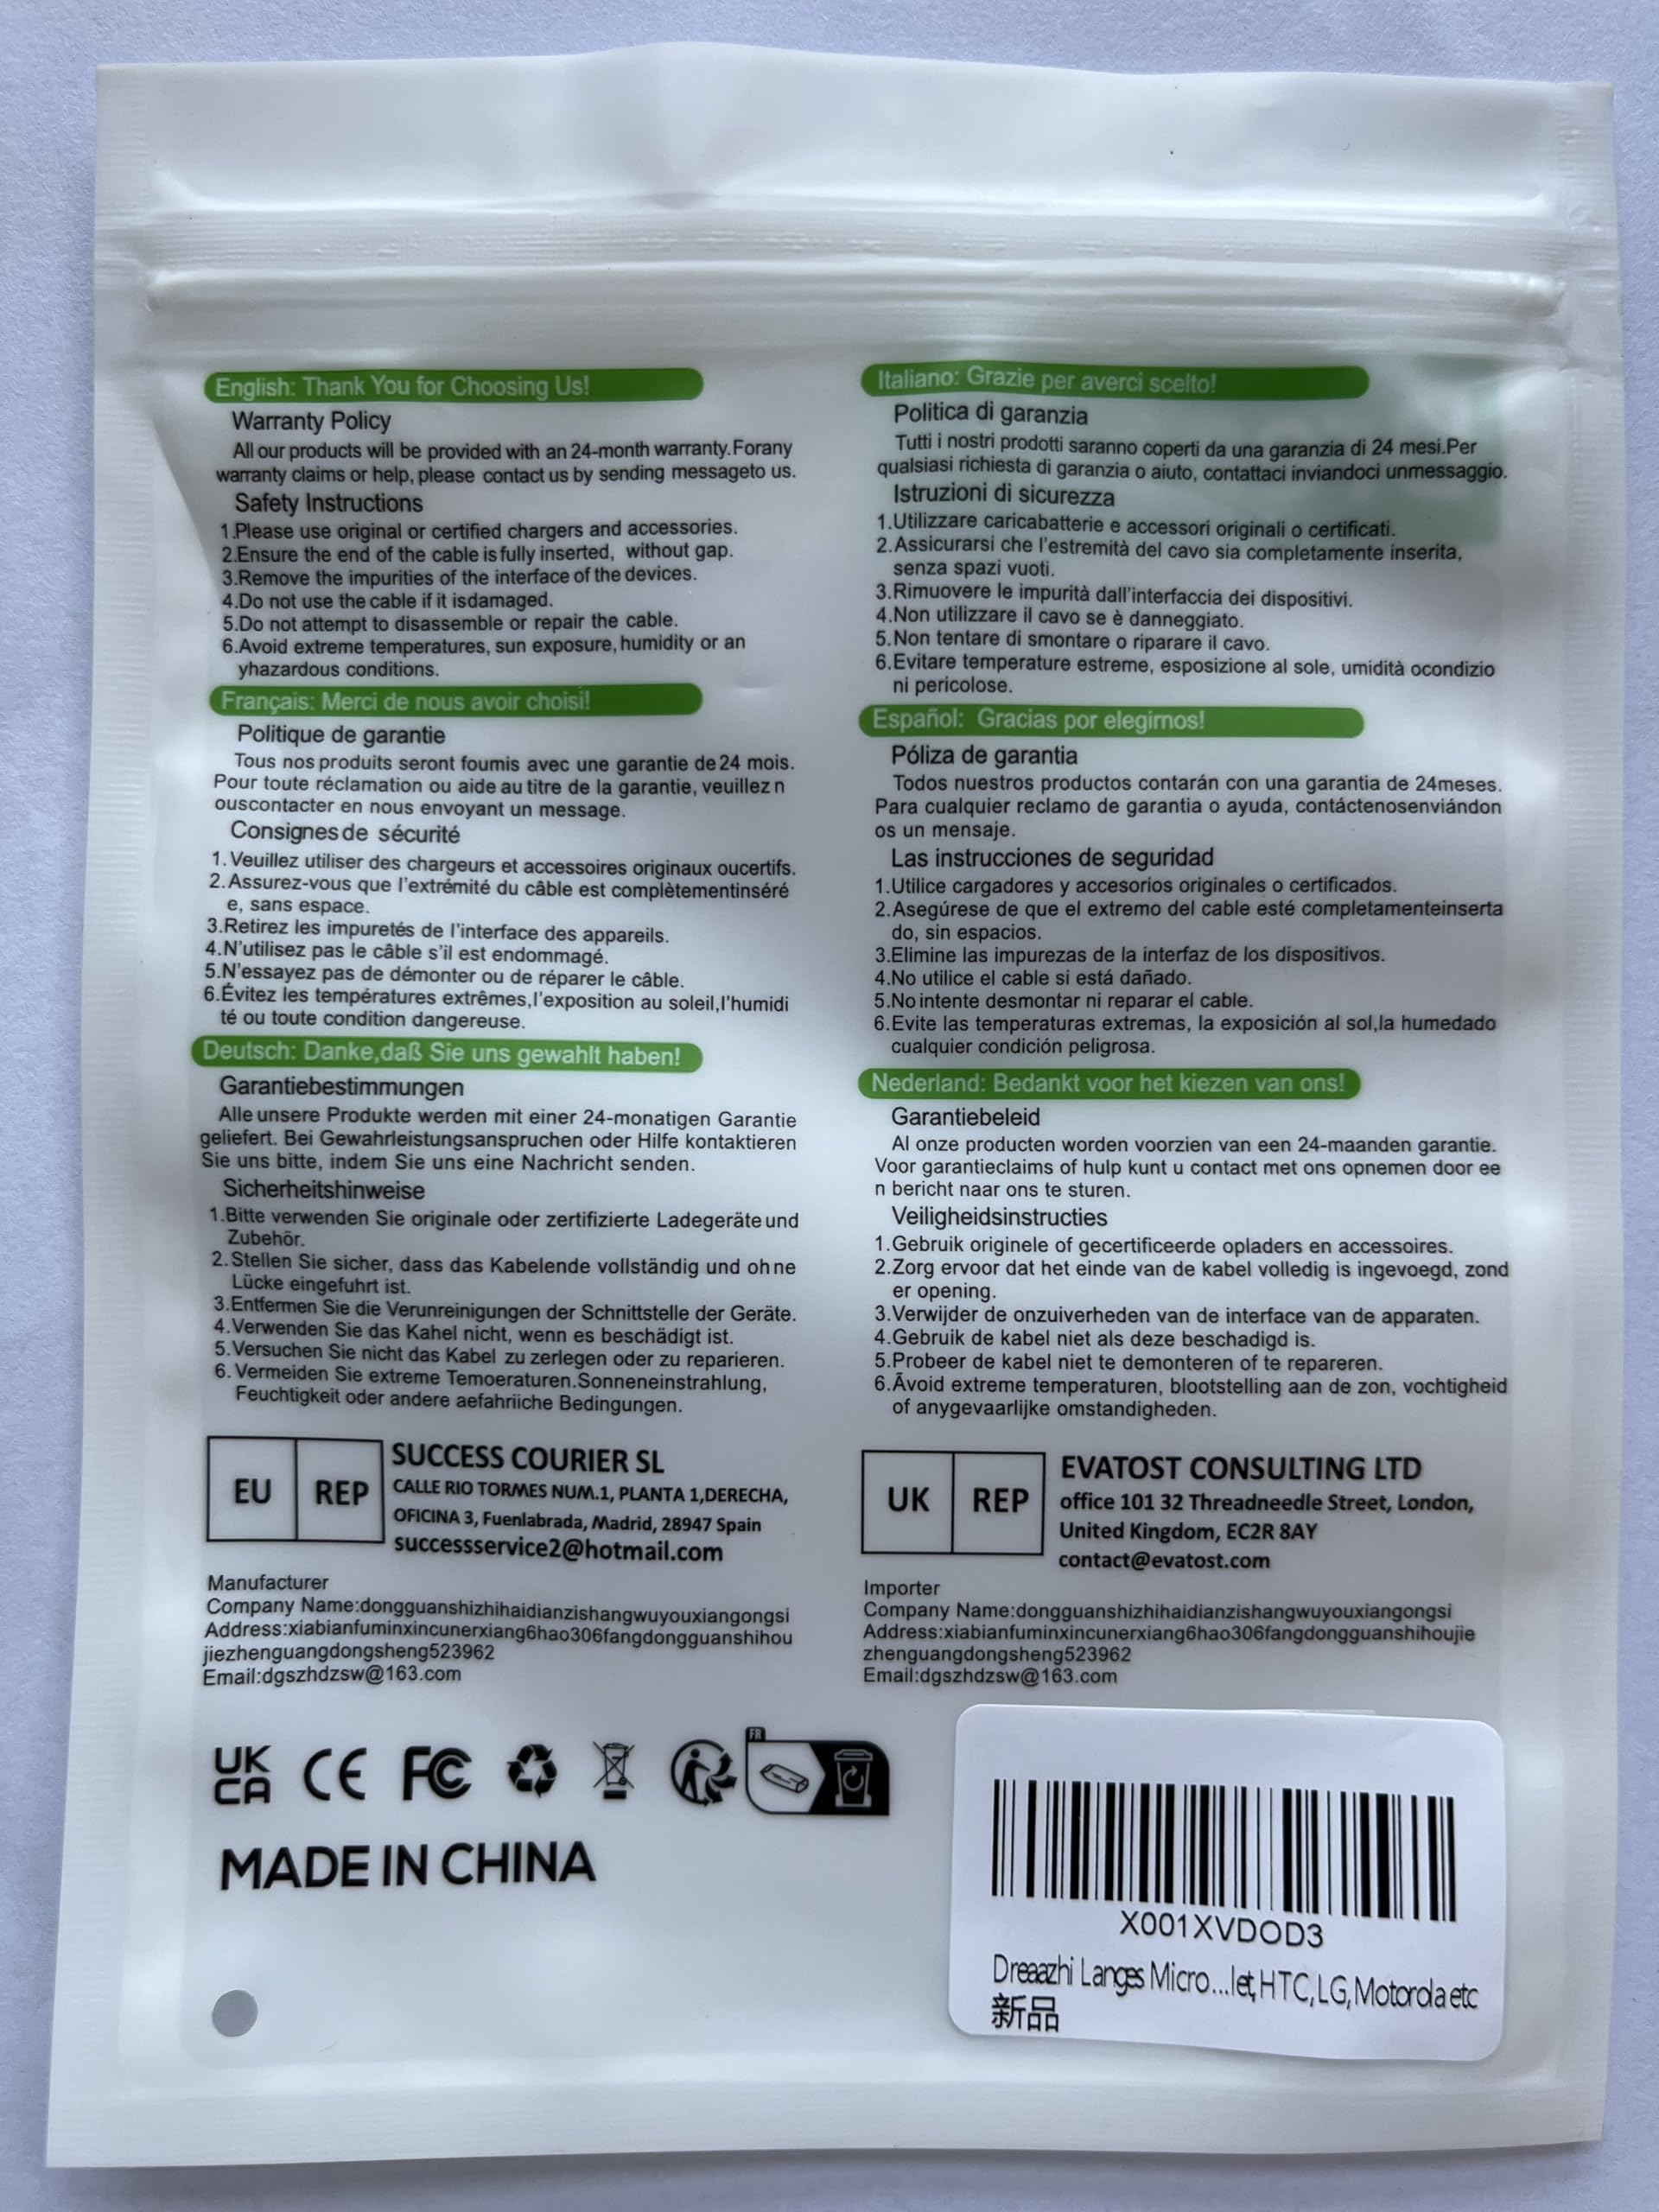 English: Thank You for Choosing Us!
Warranty Policy
All our products will be provided with an 24-month warranty.Forany
warranty claims or help, please contact us by sending messageto us.
Safety Instructions
1.Please use original or certified chargers and accessories.
2.Ensure the end of the cable is fully inserted, without gap.
3.Remove the impurities of the interface of the devices.
4.Do not use the cable if it isdamaged.
5.Do not attempt to disassemble or repair the cable.
6.Avoid extreme temperatures, sun exposure, humidity or an
yhazardous conditions.
Français: Merci de nous avoir choisi!
Politique de garantie
Tous nos produits seront foumis avec une garantie de 24 mois.
Pour toute réclamation ou aide au titre de la garantie, veuillez n
ouscontacter en nous envoyant un message.
Consignes de sécurité
1. Veuillez utiliser des chargeurs et accessoires originaux oucertifs.
2.Assurez-vous que l'extrémité du câble est complètementinséré
e, sans espace.
3.Retirez les impuretés de l'interface des appareils.
4.N'utilisez pas le câble s'il est endommagé.
5.N'essayez pas de démonter ou de réparer le câble.
6.Évitez les températures extrêmes,l'exposition au soleil,l'humidi
té ou toute condition dangereuse.
Deutsch: Danke,daß Sie uns gewahlt haben!
Garantiebestimmungen
Alle unsere Produkte werden mit einer 24-monatigen Garantie
geliefert. Bei Gewahrleistungsanspruchen oder Hilfe kontaktieren
Sie uns bitte, indem Sie uns eine Nachricht senden.
Sicherheitshinweise
1.Bitte verwenden Sie originale oder zertifizierte Ladegeräte und
Zubehör.
2. Stellen Sie sicher, dass das Kabelende vollständig und oh ne
Lücke eingefuhrt ist.
3.Entfermen Sie die Verunreinigungen der Schnittstelle der Geräte.
4.Verwenden Sie das Kahel nicht, wenn es beschädigt ist.
5.Versuchen Sie nicht das Kabel zu zerlegen oder zu reparieren.
6. Vermeiden Sie extreme Temoeraturen.Sonneneinstrahlung,
Feuchtigkeit oder andere aefahriiche Bedingungen.
EU REP
SUCCESS COURIER SL
CALLE RIO TORMES NUM.1, PLANTA 1,DERECHA,
OFICINA 3, Fuenlabrada, Madrid, 28947 Spain
successservice2@hotmail.com
Manufacturer
Company Name:dongguanshizhihaidianzishangwuyouxiangongsi
Address:xiabianfuminxincunerxiang6hao306fangdongguanshihou
jiezhenguangdongsheng523962
Email:dgszhdzsw@163.com
UK
CA
CE
FC
FR
MADE IN CHINA
Italiano: Grazie per averci scelto!
Politica di garanzia
Tutti i nostri prodotti saranno coperti da una garanzia di 24 mesi.Per
qualsiasi richiesta di garanzia o aiuto, contattaci inviandoci unmessaggio.
Istruzioni di sicurezza
1.Utilizzare caricabatterie e accessori originali o certificati.
2.Assicurarsi che l'estremità del cavo sia completamente inserita,
senza spazi vuoti.
3.Rimuovere le impurità dall'interfaccia dei dispositivi.
4.Non utilizzare il cavo se è danneggiato.
5.Non tentare di smontare o riparare il cavo.
6.Evitare temperature estreme, esposizione al sole, umidità ocondizio
ni pericolose.
Español: Gracias por elegirnos!
Póliza de garantia
Todos nuestros productos contarán con una garantia de 24meses.
Para cualquier reclamo de garantia o ayuda, contáctenosenviándon
os un mensaje.
Las instrucciones de seguridad
1.Utilice cargadores y accesorios originales o certificados.
2.Asegúrese de que el extremo del cable esté completamenteinserta
do, sin espacios.
3.Elimine las impurezas de la interfaz de los dispositivos.
4.No utilice el cable si está dañado.
5.No intente desmontar ni reparar el cable.
6.Evite las temperaturas extremas, la exposición al sol,la humedado
cualquier condición peligrosa.
Nederland: Bedankt voor het kiezen van ons!
Garantiebeleid
Al onze producten worden voorzien van een 24-maanden garantie.
Voor garantieclaims of hulp kunt u contact met ons opnemen door ee
n bericht naar ons te sturen.
Veiligheidsinstructies
1.Gebruik originele of gecertificeerde opladers en accessoires.
2.Zorg ervoor dat het einde van de kabel volledig is ingevoegd, zond
er opening.
3.Verwijder de onzuiverheden van de interface van de apparaten.
4.Gebruik de kabel niet als deze beschadigd is.
5.Probeer de kabel niet te demonteren of te repareren.
6.Āvoid extreme temperaturen, blootstelling aan de zon, vochtigheid
of anygevaarlijke omstandigheden.
UK REP
EVATOST CONSULTING LTD
office 101 32 Threadneedle Street, London,
United Kingdom, EC2R 8AY
contact@evatost.com
Importer
Company Name:dongguanshizhihaidianzishangwuyouxiangongsi
Address:xiabianfuminxincunerxiang6hao306fangdongguanshihoujie
zhenguangdongsheng523962
Email:dgszhdzsw@163.com
X001XVDOD3
Dreaazhi Langes Micro...let,HTC,LG,Motorola etc
新品